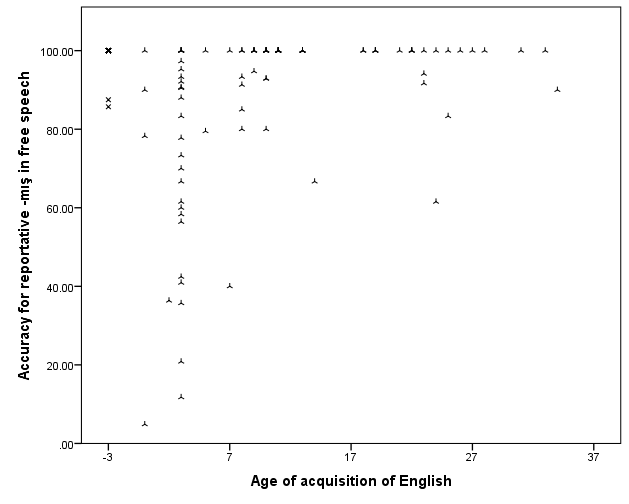 Accuracy for reportative -mış in free speech
100.00
80.00
60.00
40.00
20.00
.00
-3 7 17 27 37
Age of acquisition of English